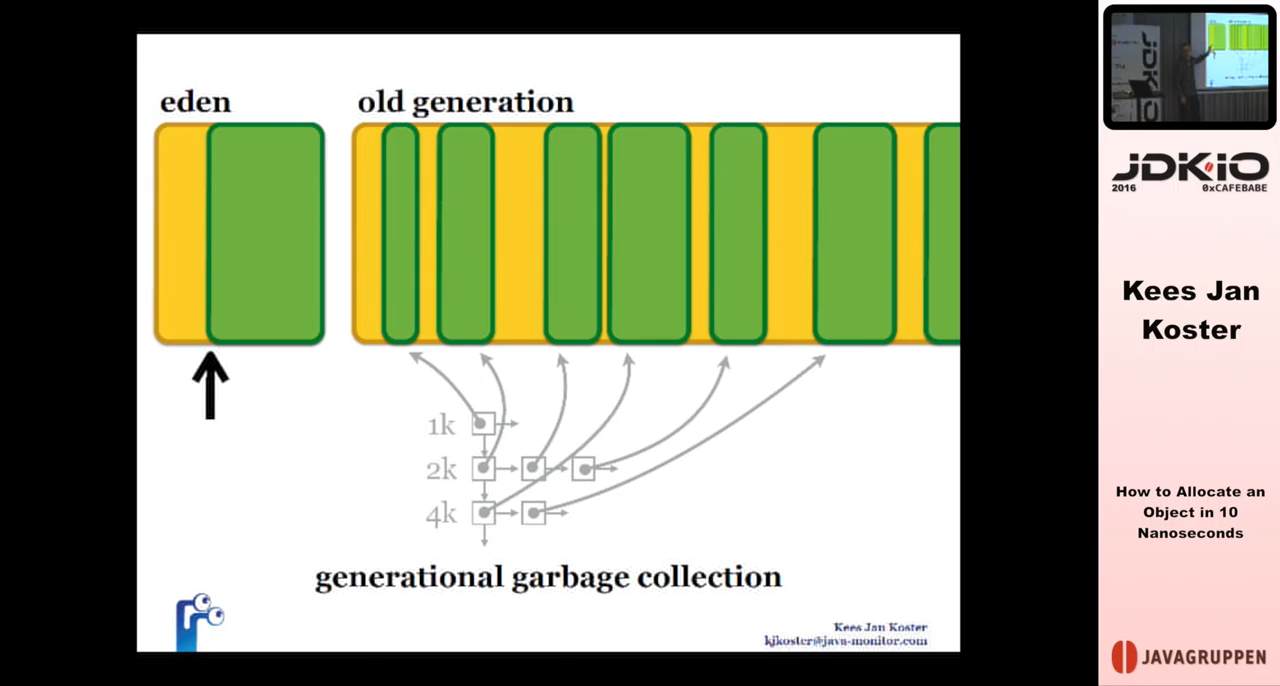 eden
old generation
1k
2k
4k
generational garbage collection
Kees Jan Koster
kjkoster@java-monitor.com
JDK.iO
2016
0xCAFEBABE
Kees Jan
Koster
How to Allocate an
Object in 10
Nanoseconds
JAVAGRUPPEN